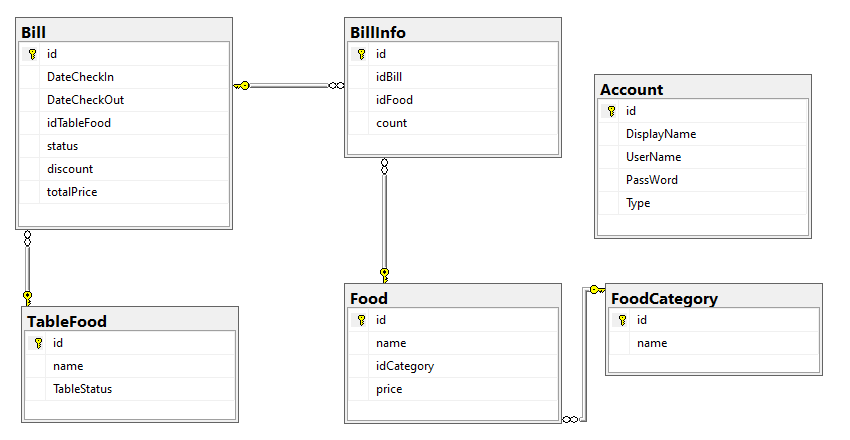 Bill
id
DateCheckIn
DateCheckOut
idTableFood
status
discount
totalPrice
BillInfo
id
idBill
idFood
count
Account
id
DisplayName
UserName
PassWord
Type
TableFood
id
name
TableStatus
Food
id
name
idCategory
price
FoodCategory
id
name